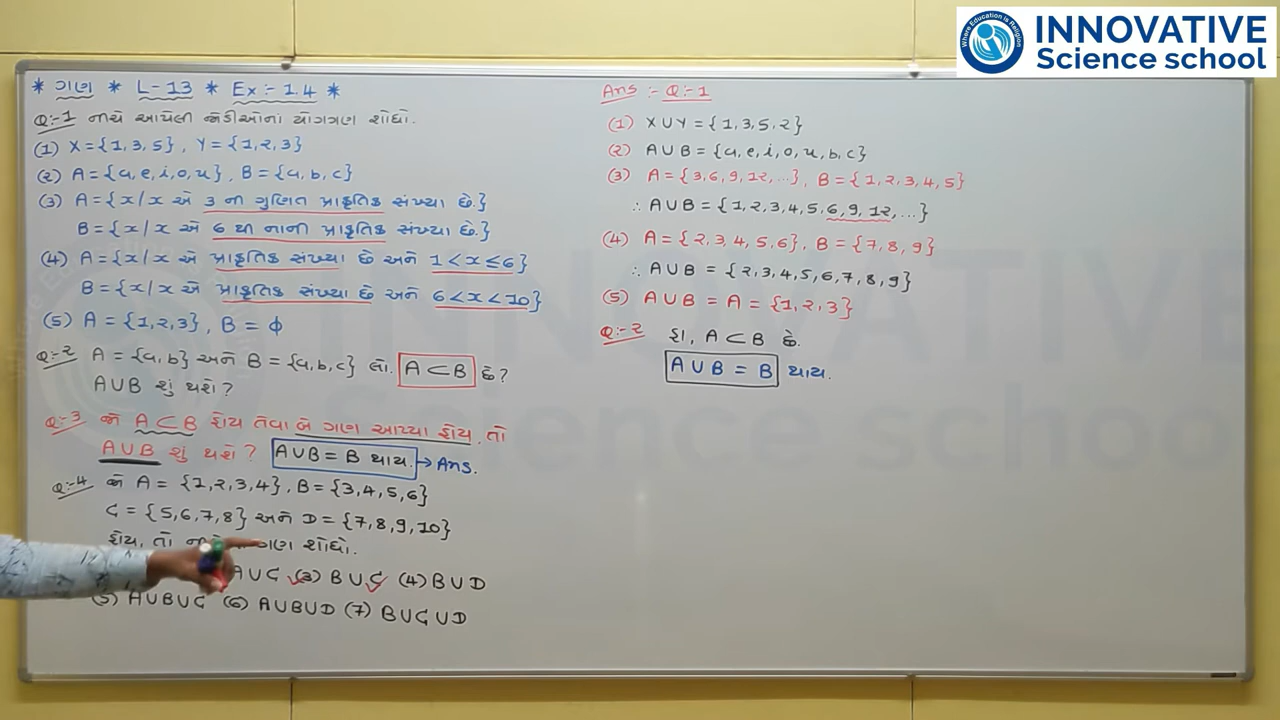 Where Education is Religion
INNOVATIVE
Science school
* ગણ * L-13 * Ex:- 1.4 *
Q:-1 નીચે આપેલી જોડીઓના યોગગણ શોધો.
(1) X={1,3,5}, Y={1,2,3}
(2) A={a,e,i,o,u}, B={a,b,c}
(3) A={x/x એ 3 ની ગુણિત પ્રાકૃતિક સંખ્યા છે.}
B={x/x એ 6 થી નાની પ્રાકૃતિક સંખ્યા છે.}
(4) A={x/x એ પ્રાકૃતિક સંખ્યા છે અને 1<x≤6}
B={x/x એ પ્રાકૃતિક સંખ્યા છે અને 6<x<10}
(5) A={1,2,3}, B=ϕ
Q:-2 A={a,b} અને B={a,b,c} લો. A⊂B છે?
A∪B શું થશે?
Q:-3 જો A⊂B હોય તેવા બે ગણ આપ્યા હોય, તો
A∪B શું થશે? A∪B=B થાય. → Ans.
Q:-4 જો A={1,2,3,4}, B={3,4,5,6}
C={5,6,7,8} અને D={7,8,9,10}
હોય, તો ગણ શોધો.
A∪C (3) B∪C (4) B∪D
(5) A∪B∪C (6) A∪B∪D (7) B∪C∪D
Ans:- Q:-1
(1) X∪Y={1,3,5,2}
(2) A∪B={a,e,i,o,u,b,c}
(3) A={3,6,9,12,...}, B={1,2,3,4,5}
∴ A∪B={1,2,3,4,5,6,9,12,...}
(4) A={2,3,4,5,6}, B={7,8,9}
∴ A∪B={2,3,4,5,6,7,8,9}
(5) A∪B=A={1,2,3}
Q:-2 હા, A⊂B છે.
A∪B=B થાય.